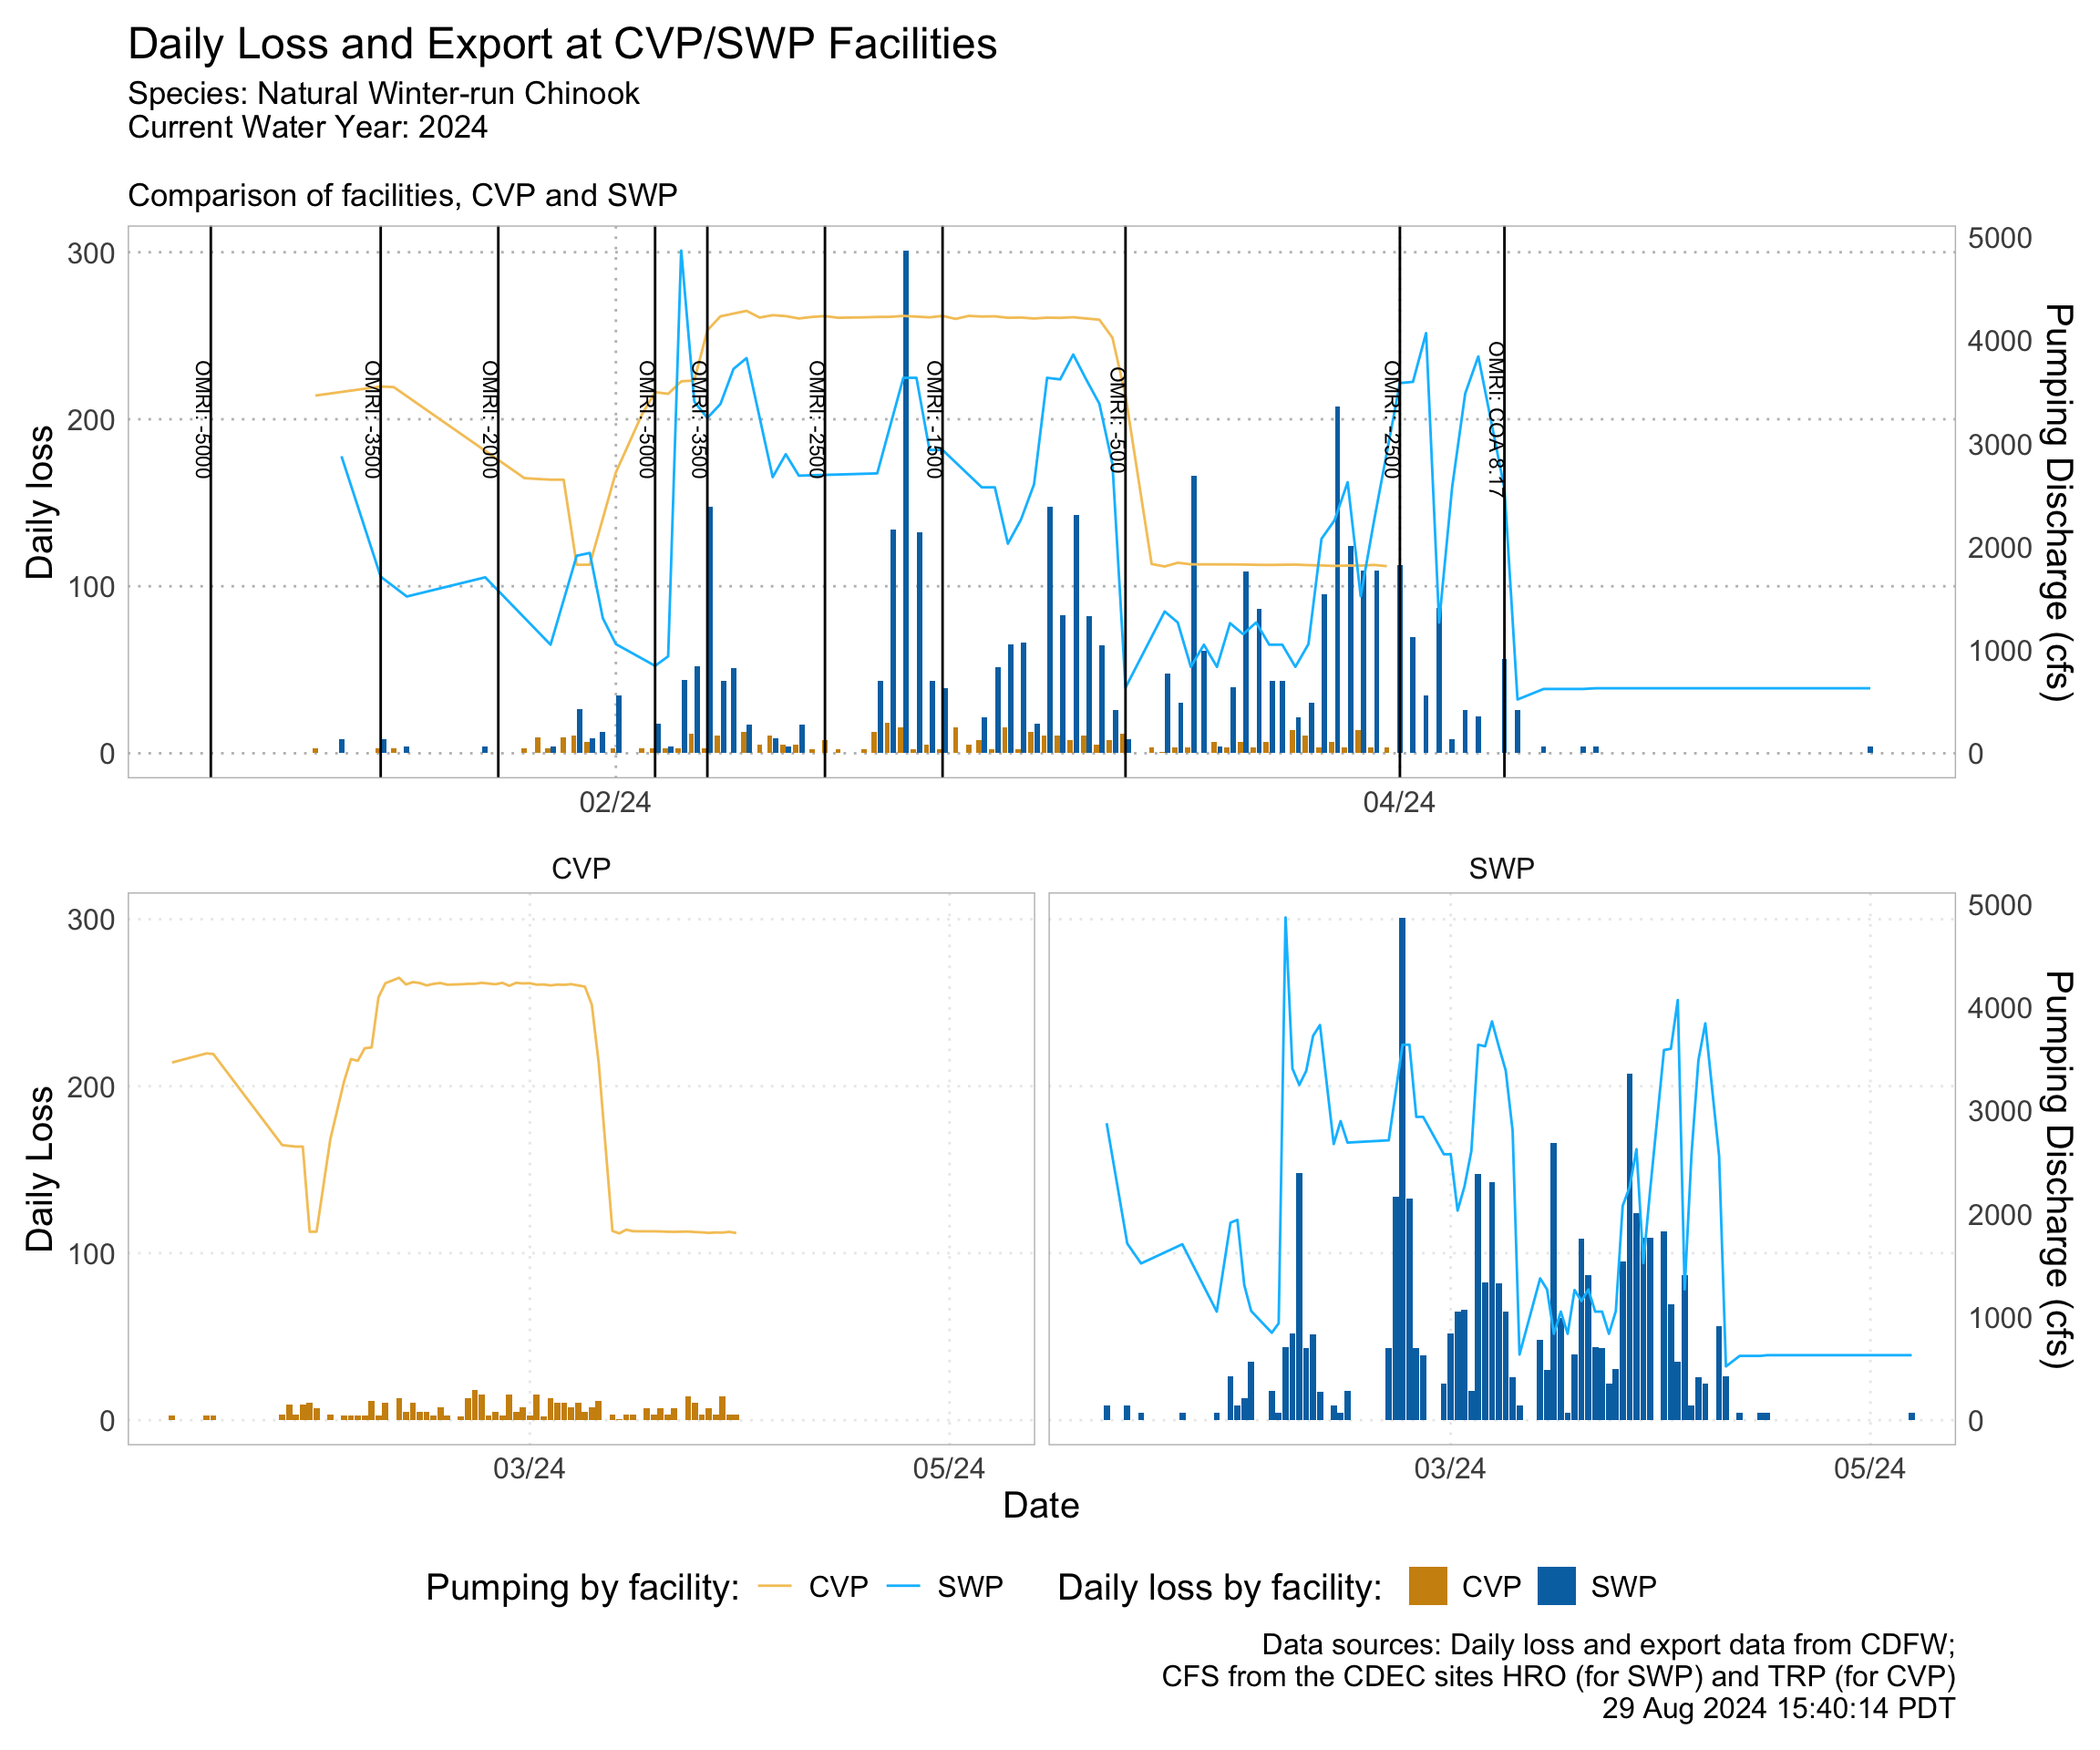 Daily Loss and Export at CVP/SWP Facilities
Species: Natural Winter-run Chinook
Current Water Year: 2024
Comparison of facilities, CVP and SWP
Daily loss
300
200
100
0
OMRI: -5000
OMRI: -3500
OMRI: -2000
OMRI: -5000
OMRI: -3500
OMRI: -2500
OMRI: -1500
OMRI: -500
OMRI: -2500
OMRI: COA 8.17
5000
4000
3000
2000
1000
0
Pumping Discharge (cfs)
02/24
04/24
CVP
SWP
Daily Loss
300
200
100
0
5000
4000
3000
2000
1000
0
Pumping Discharge (cfs)
03/24
05/24
03/24
05/24
Date
Pumping by facility: CVP SWP Daily loss by facility: CVP SWP
Data sources: Daily loss and export data from CDFW;
CFS from the CDEC sites HRO (for SWP) and TRP (for CVP)
29 Aug 2024 15:40:14 PDT